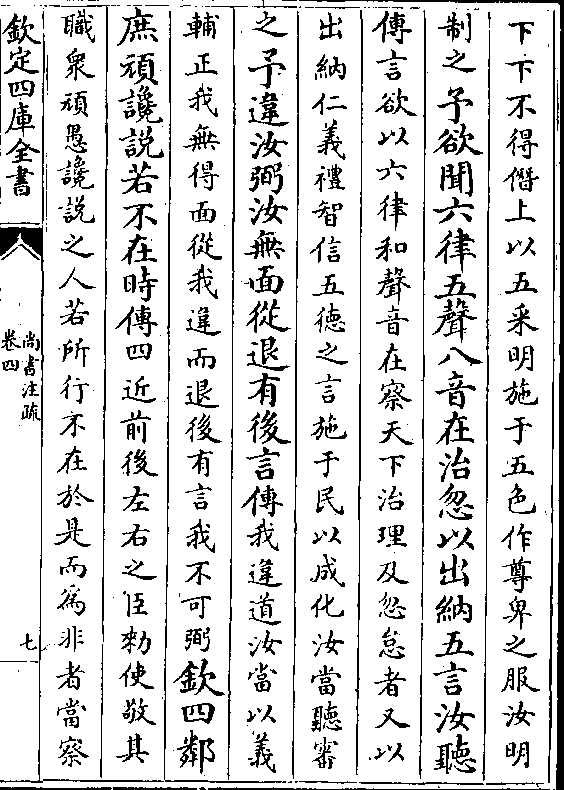 下下不得僭上以五采明施于五色作尊卑之服汝明
制之予欲聞六律五聲八音在治忽以出納五言汝聽
傳言欲以六律和聲音在察天下治理及忽怠者又以
出納仁義禮智信五徳之言施于民以成化汝當聽審
之予違汝弼汝無面從退有後言傳我違道汝當以義
輔正我無得面從我違而退後有言我不可弼欽四鄰
庶頑讒説若不在時傳四近前後左右之臣勑使敬其
職衆頑愚讒説之人若所行不在於是而為非者當察
欽定四庫全書
尚書注疏
卷四
七